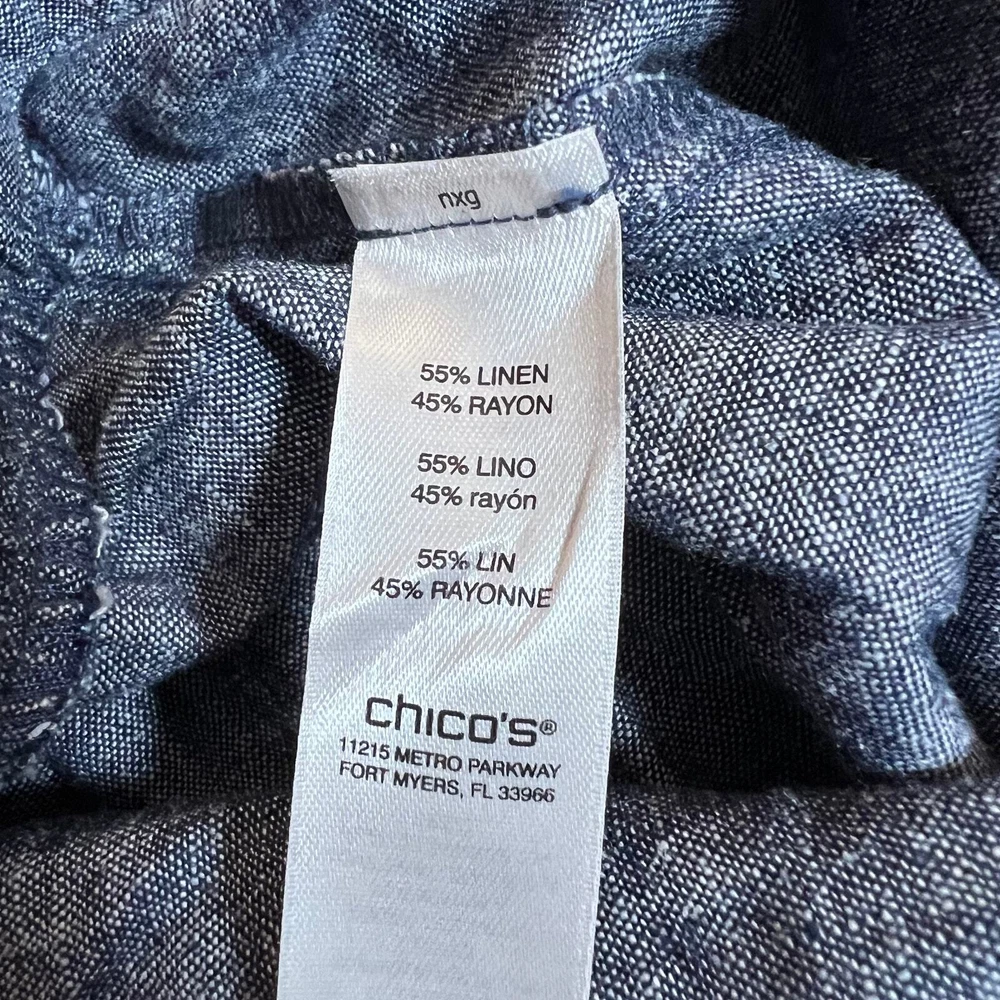 nxg
55% LINEN
45% RAYON
55% LINO
45% rayón
55% LIN
45% RAYONNE
chico's®
11215 METRO PARKWAY
FORT MYERS, FL 33966